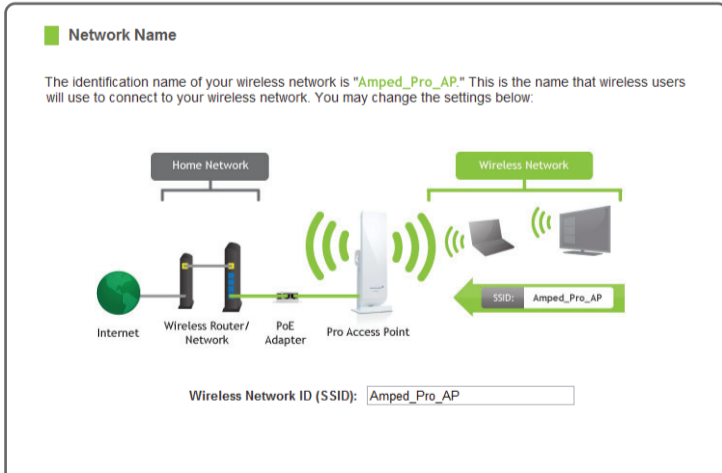 Network Name
The identification name of your wireless network is "Amped_Pro_AP." This is the name that wireless users
will use to connect to your wireless network. You may change the settings below:
Home Network
Wireless Network
SSID: Amped_Pro_AP
Internet
Wireless Router/
Network
PoE
Adapter
Pro Access Point
Wireless Network ID (SSID): Amped_Pro_AP